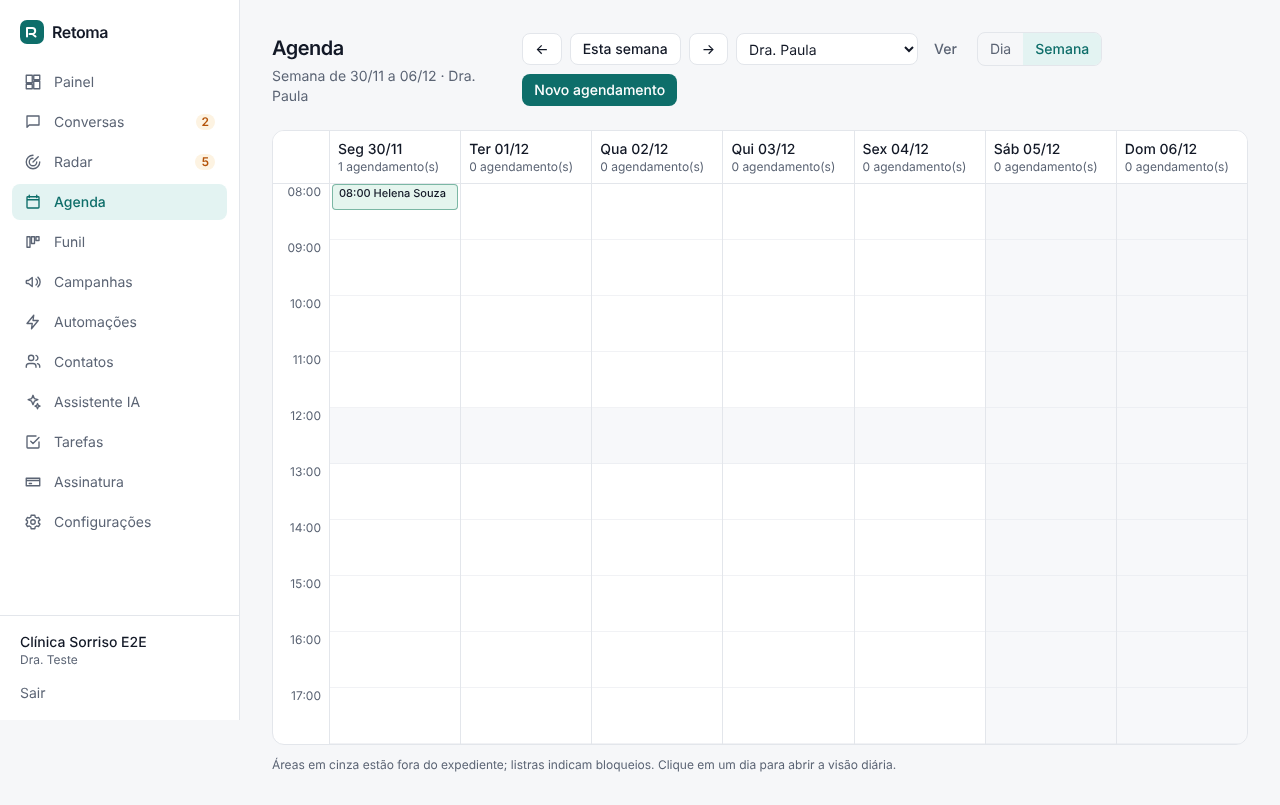 Retoma
Painel
Conversas 2
Radar 5
Agenda
Funil
Campanhas
Automações
Contatos
Assistente IA
Tarefas
Assinatura
Configurações
Clínica Sorriso E2E
Dra. Teste
Sair
Agenda
Semana de 30/11 a 06/12 · Dra.
Paula
← Esta semana → Dra. Paula Ver Dia Semana
Novo agendamento
Seg 30/11 Ter 01/12 Qua 02/12 Qui 03/12 Sex 04/12 Sáb 05/12 Dom 06/12
1 agendamento(s) 0 agendamento(s) 0 agendamento(s) 0 agendamento(s) 0 agendamento(s) 0 agendamento(s) 0 agendamento(s)
08:00 08:00 Helena Souza
09:00
10:00
11:00
12:00
13:00
14:00
15:00
16:00
17:00
Áreas em cinza estão fora do expediente; listras indicam bloqueios. Clique em um dia para abrir a visão diária.